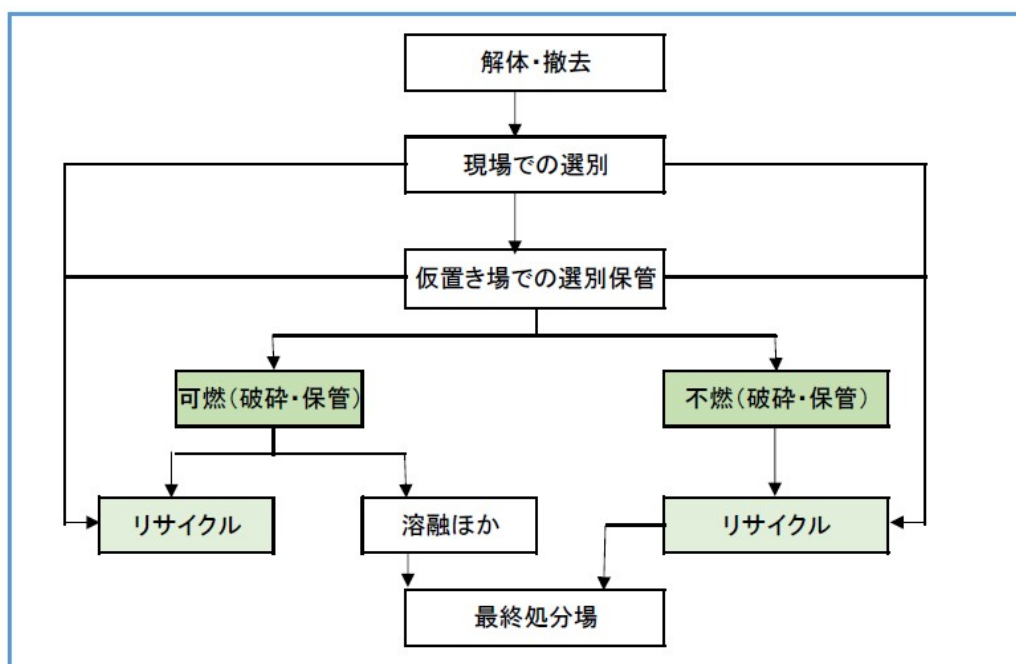 解体・撤去
現場での選別
仮置き場での選別保管
可燃(破砕・保管)
不燃(破砕・保管)
リサイクル
溶融ほか
リサイクル
最終処分場